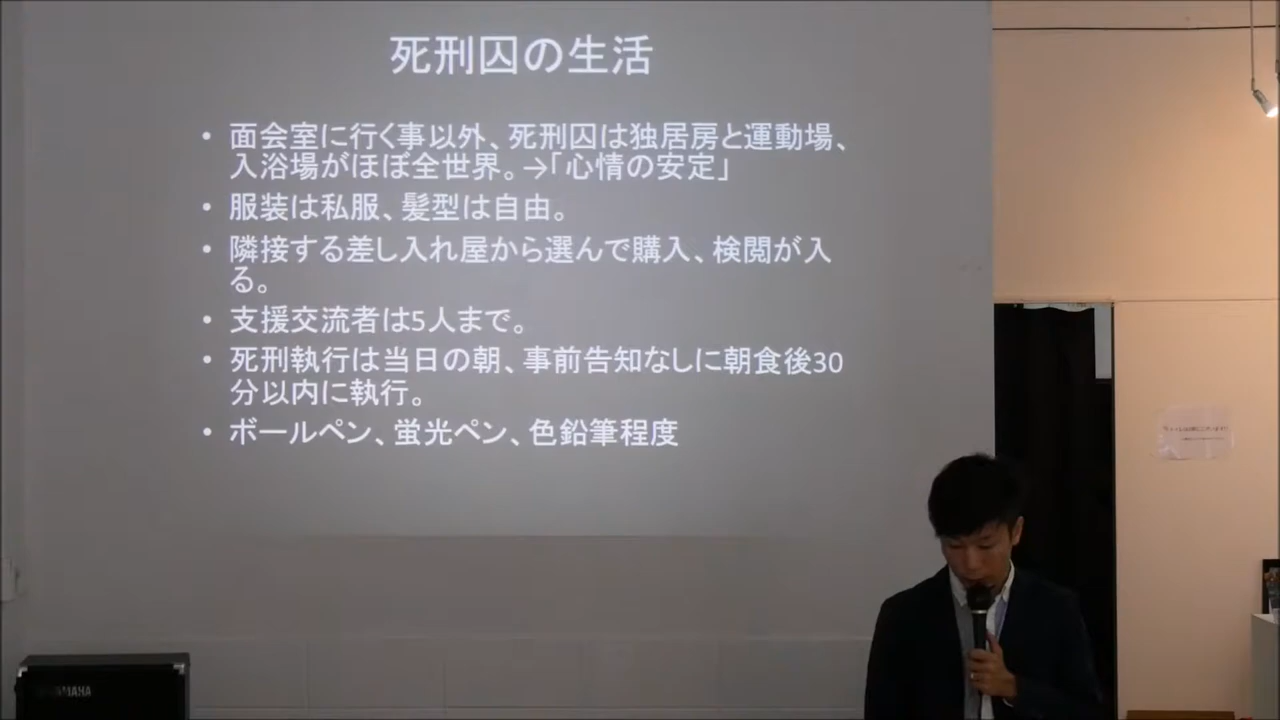 死刑囚の生活
• 面会室に行く事以外、死刑囚は独居房と運動場、
入浴場がほぼ全世界。→「心情の安定」
• 服装は私服、髪型は自由。
• 隣接する差し入れ屋から選んで購入、検閲が入
る。
• 支援交流者は5人まで。
• 死刑執行は当日の朝、事前告知なしに朝食後30
分以内に執行。
• ボールペン、蛍光ペン、色鉛筆程度
YAMAHA